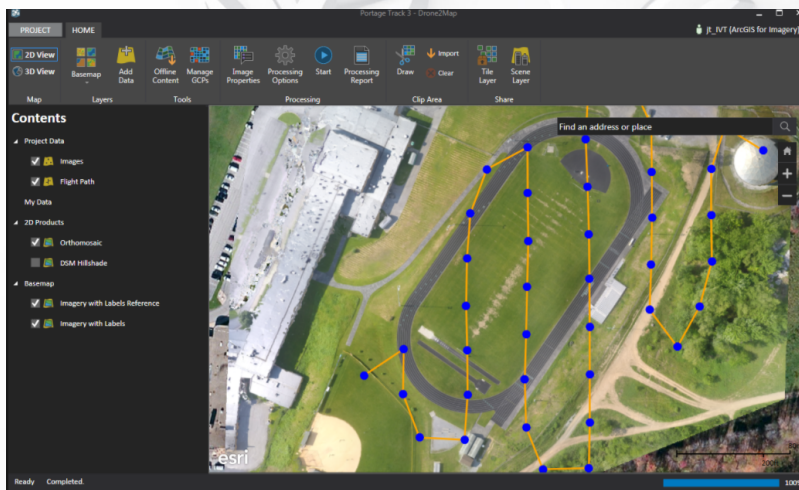 Portage Track 3 - Drone2Map
PROJECT HOME
jt_IVT (ArcGIS for Imagery)
2D View
3D View
Basemap
Add Data
Offline Content
Manage GCPs
Image Properties
Processing Options
Start
Processing Report
Draw
Import
Clear
Tile Layer
Scene Layer
Map Layers Tools Processing Clip Area Share
Contents
Find an address or place
Project Data
Images
Flight Path
My Data
2D Products
Orthomosaic
DSM Hillshade
Basemap
Imagery with Labels Reference
Imagery with Labels
esri
Ready Completed.
100%